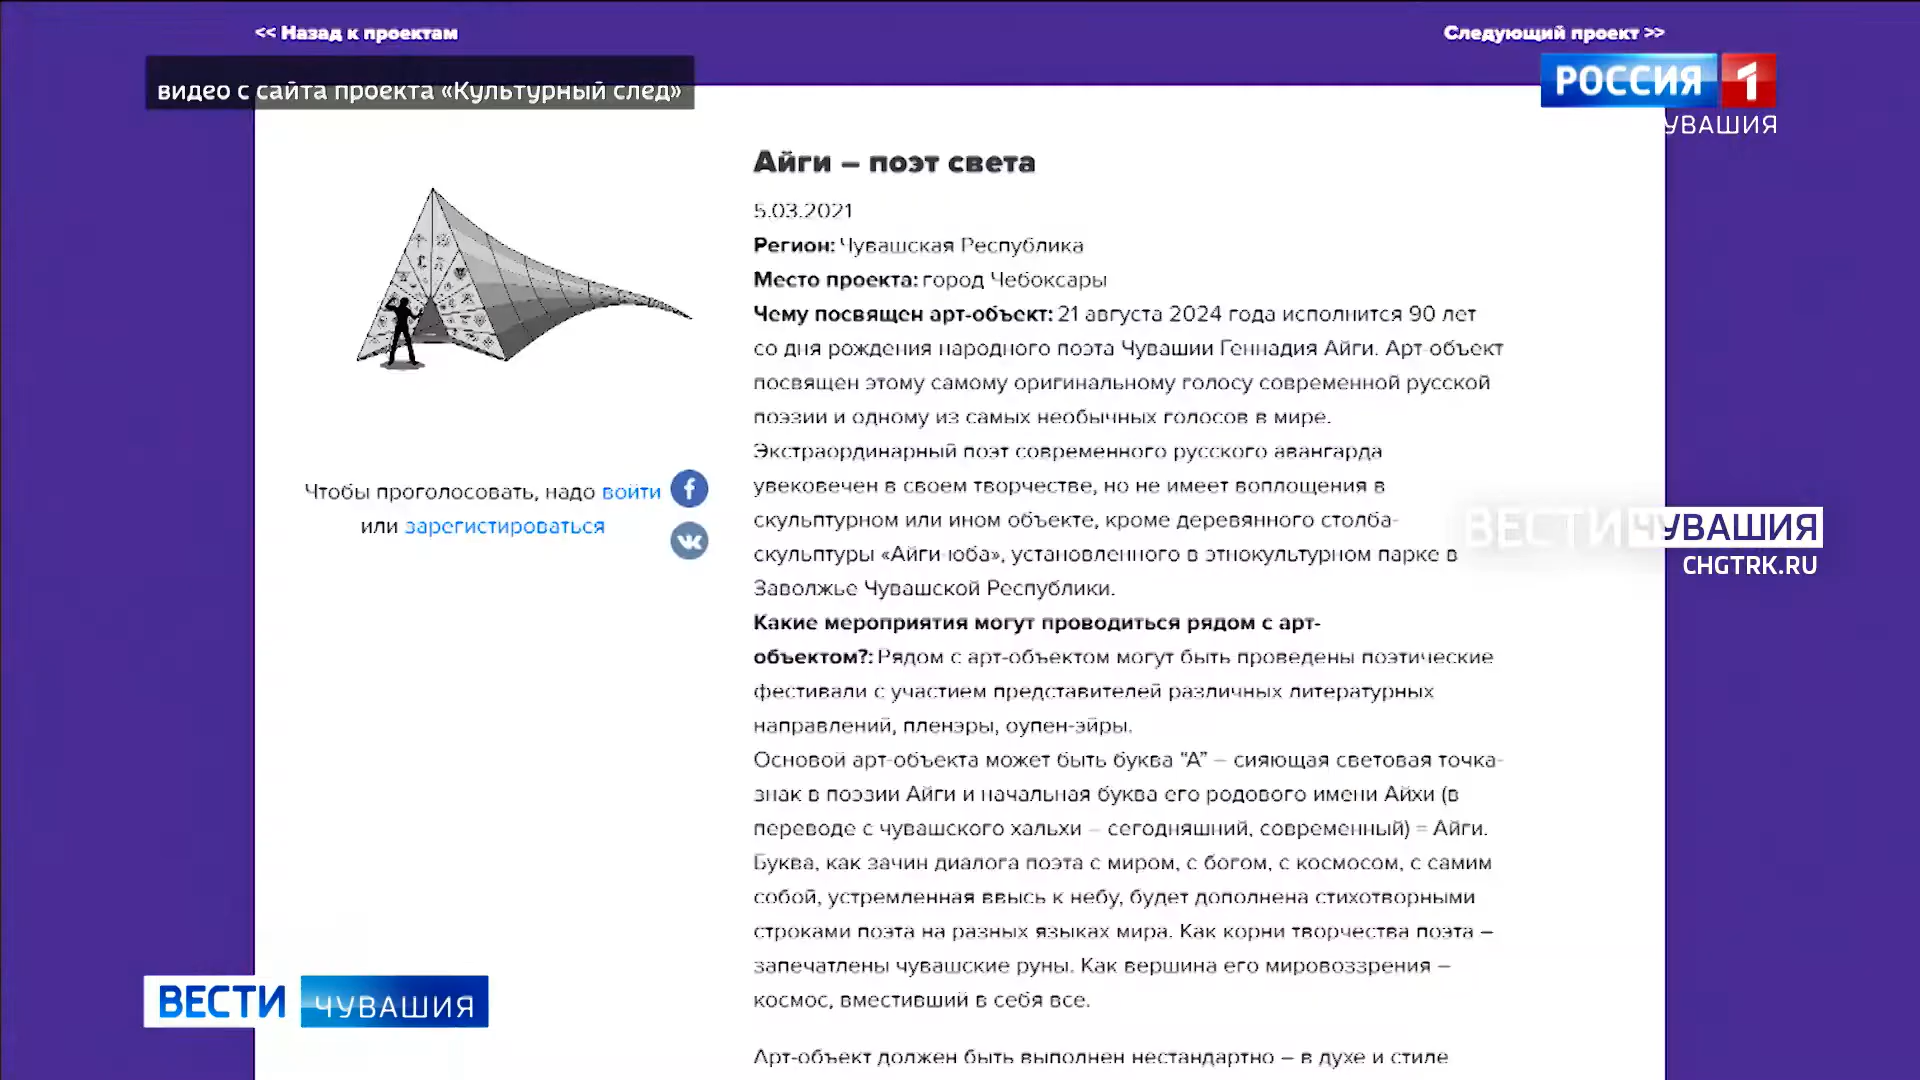 << Назад к проектам
Следующий проект >>
видео с сайта проекта «Культурный след»
РОССИЯ 1
ЧУВАШИЯ
Айги – поэт света
5.03.2021
Регион: Чувашская Республика
Место проекта: город Чебоксары
Чему посвящен арт-объект: 21 августа 2024 года исполнится 90 лет
со дня рождения народного поэта Чувашии Геннадия Айги. Арт-объект
посвящен этому самому оригинальному голосу современной русской
поэзии и одному из самых необычных голосов в мире.
Экстраординарный поэт современного русского авангарда
увековечен в своем творчестве, но не имеет воплощения в
скульптурном или ином объекте, кроме деревянного столба-
скульптуры «Айги-юба», установленного в этнокультурном парке в
Заволжье Чувашской Республики.
Какие мероприятия могут проводиться рядом с арт-
объектом?: Рядом с арт-объектом могут быть проведены поэтические
фестивали с участием представителей различных литературных
направлений, пленэры, оупен-эйры.
Основой арт-объекта может быть буква “А” – сияющая световая точка-
знак в поэзии Айги и начальная буква его родового имени Айхи (в
переводе с чувашского хальхи – сегодняшний, современный) = Айги.
Буква, как зачин диалога поэта с миром, с богом, с космосом, с самим
собой, устремленная ввысь к небу, будет дополнена стихотворными
строками поэта на разных языках мира. Как корни творчества поэта –
запечатлены чувашские руны. Как вершина его мировоззрения –
космос, вместивший в себя все.
Арт-объект должен быть выполнен нестандартно – в духе и стиле
Чтобы проголосовать, надо войти
или зарегистироваться
ВЕСТИ ЧУВАШИЯ
CHGTRK.RU
ВЕСТИ ЧУВАШИЯ